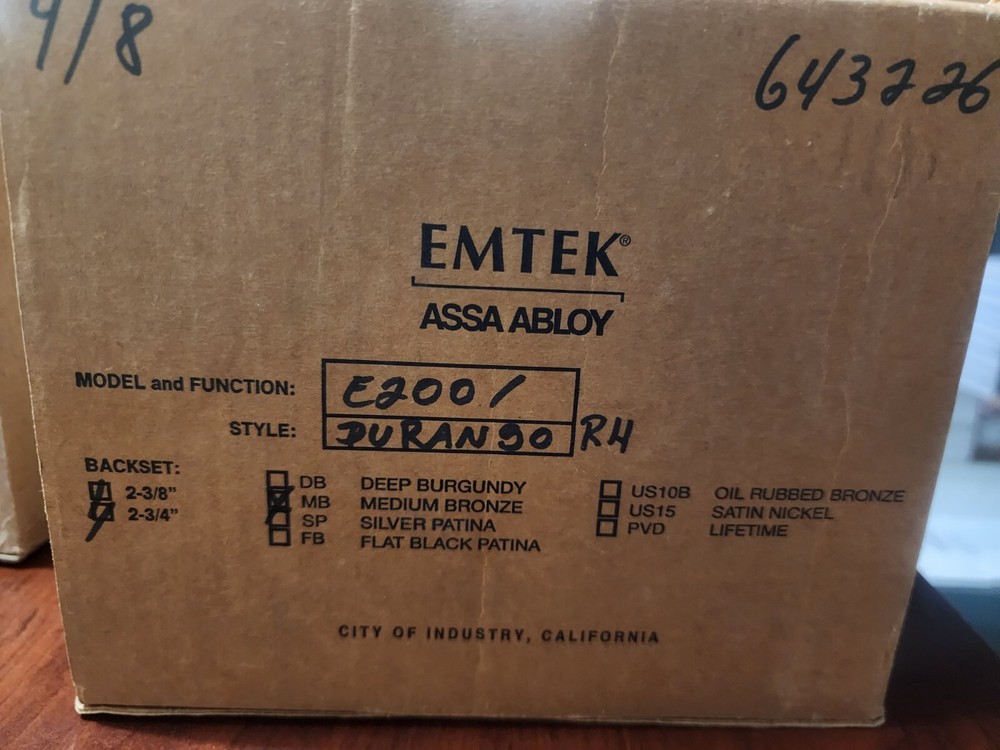 9/8
643226
EMTEK®
ASSA ABLOY
MODEL and FUNCTION: E200/
STYLE: DURANGO RH
BACKSET:
2-3/8"
2-3/4"
DB DEEP BURGUNDY
MB MEDIUM BRONZE
SP SILVER PATINA
FB FLAT BLACK PATINA
US10B OIL RUBBED BRONZE
US15 SATIN NICKEL
PVD LIFETIME
CITY OF INDUSTRY, CALIFORNIA